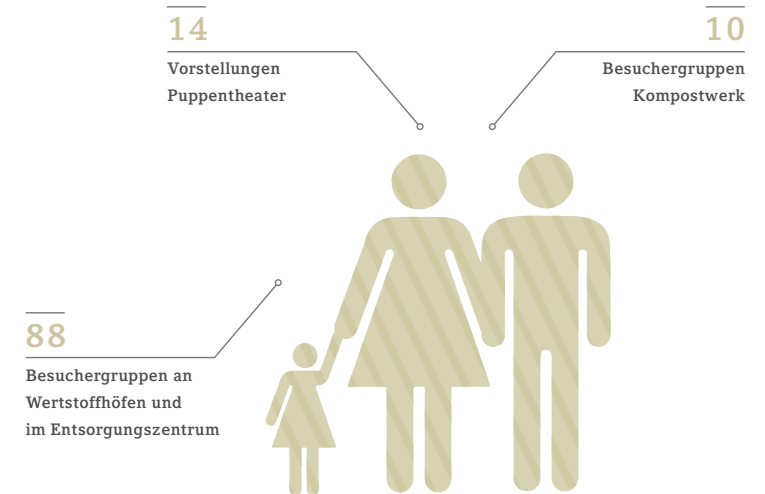 14
Vorstellungen
Puppentheater
10
Besuchergruppen
Kompostwerk
88
Besuchergruppen an
Wertstoffhöfen und
im Entsorgungszentrum